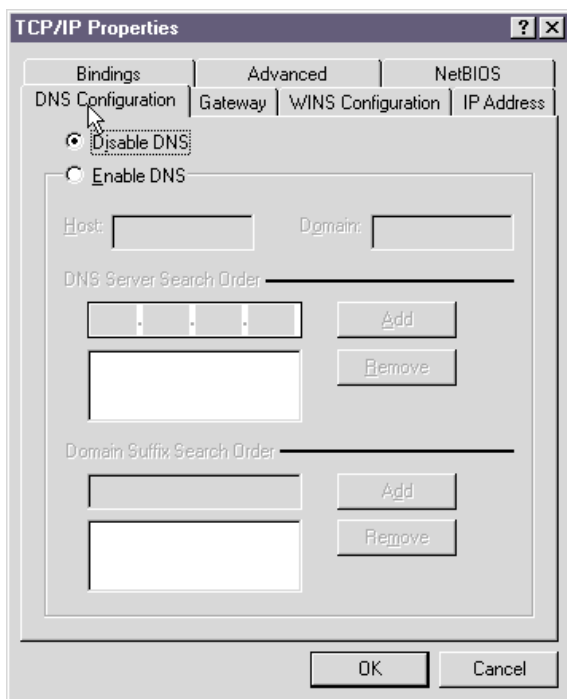 TCP/IP Properties
Bindings Advanced NetBIOS
DNS Configuration Gateway WINS Configuration IP Address
Disable DNS
Enable DNS
Host: Domain:
DNS Server Search Order
. . .
Add
Remove
Domain Suffix Search Order
Add
Remove
OK Cancel